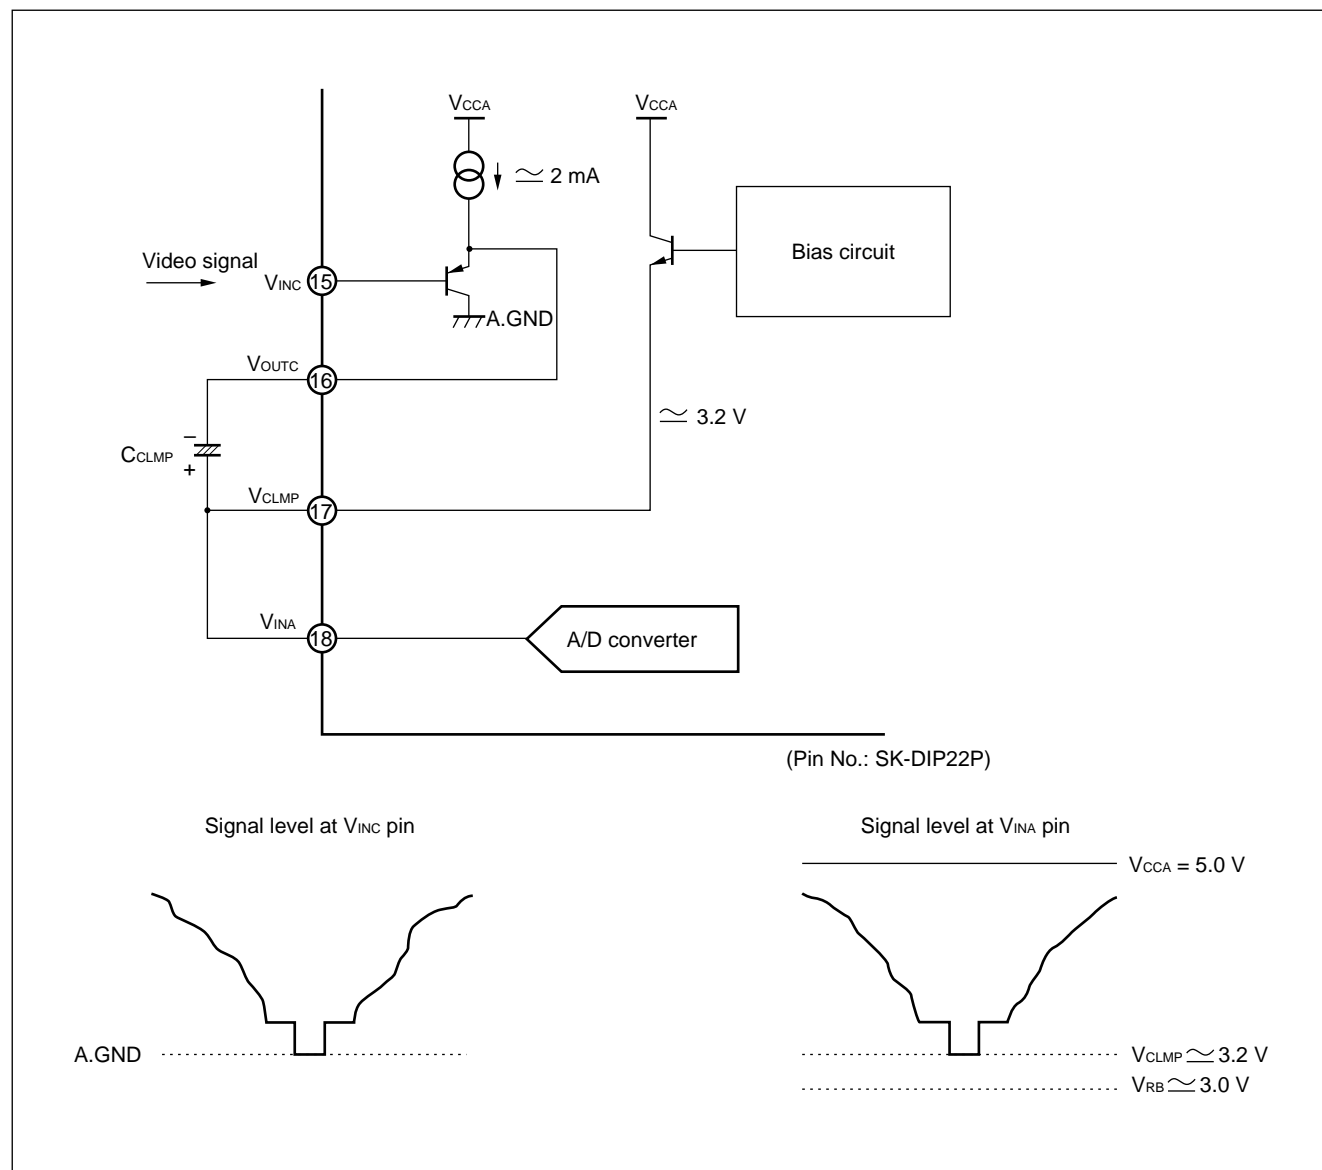 VCCA
VCCA
≃ 2 mA
Bias circuit
Video signal
VINC
15
A.GND
VOUTC
16
≃ 3.2 V
−
CCLMP
+
VCLMP
17
VINA
18
A/D converter
(Pin No.: SK-DIP22P)
Signal level at VINC pin
A.GND
Signal level at VINA pin
VCCA = 5.0 V
VCLMP ≃ 3.2 V
VRB ≃ 3.0 V